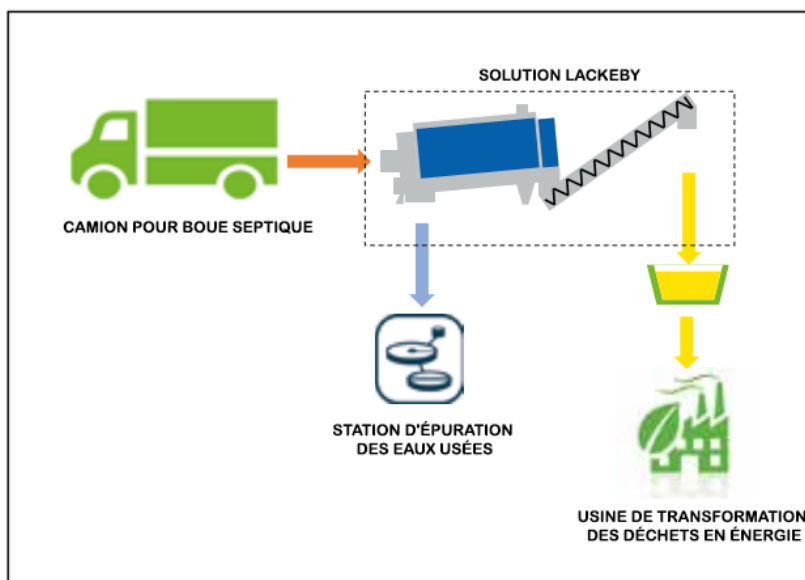 SOLUTION LACKEBY
CAMION POUR BOUE SEPTIQUE
STATION D'ÉPURATION
DES EAUX USÉES
USINE DE TRANSFORMATION
DES DÉCHETS EN ÉNERGIE